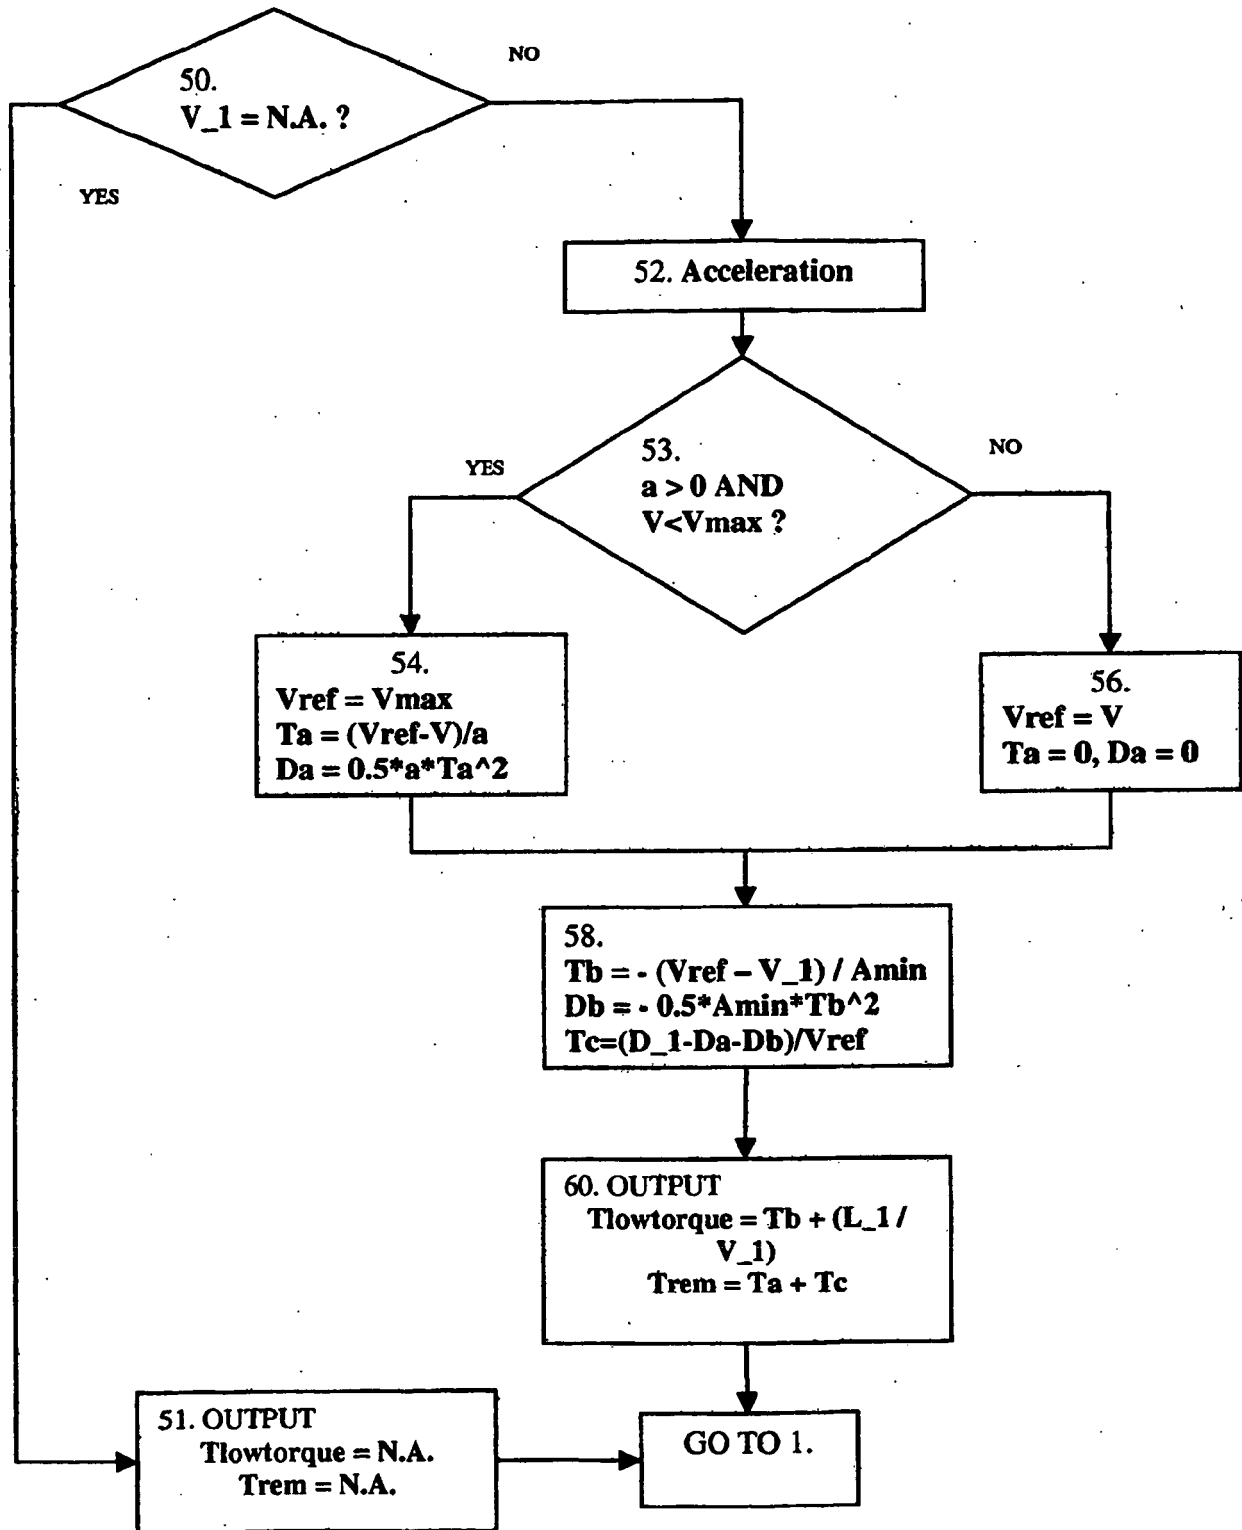 50.
V_1 = N.A. ?
NO
YES
52. Acceleration
53.
a > 0 AND
V<Vmax ?
YES
NO
54.
Vref = Vmax
Ta = (Vref-V)/a
Da = 0.5*a*Ta^2
56.
Vref = V
Ta = 0, Da = 0
58.
Tb = - (Vref – V_1) / Amin
Db = - 0.5*Amin*Tb^2
Tc=(D_1-Da-Db)/Vref
60. OUTPUT
Tlowtorque = Tb + (L_1 /
V_1)
Trem = Ta + Tc
51. OUTPUT
Tlowtorque = N.A.
Trem = N.A.
GO TO 1.